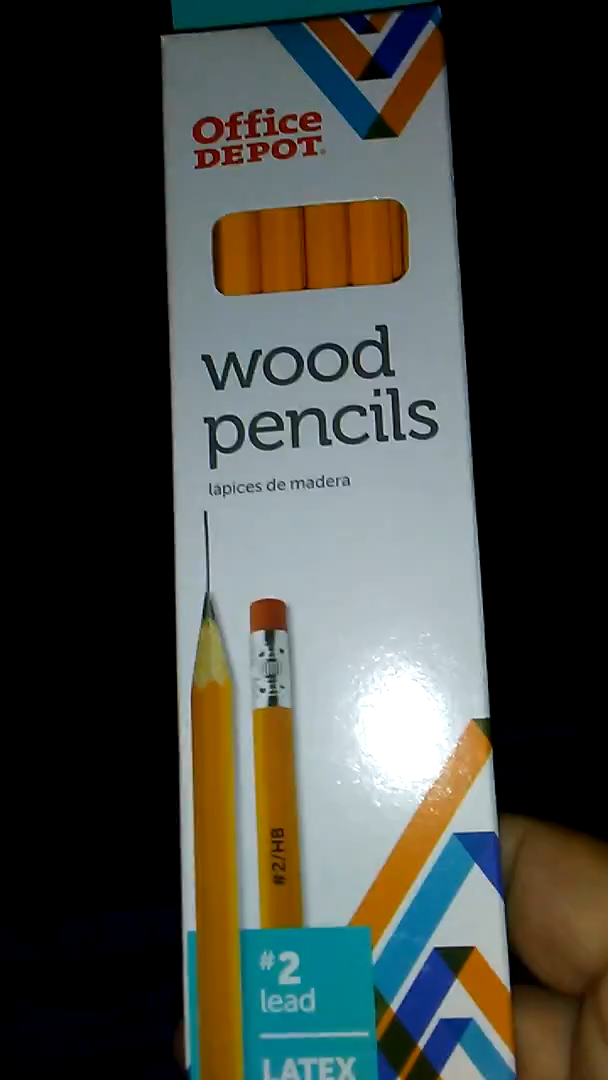 Office
DEPOT
wood
pencils
lápices de madera
#2/HB
#2
lead
LATEX